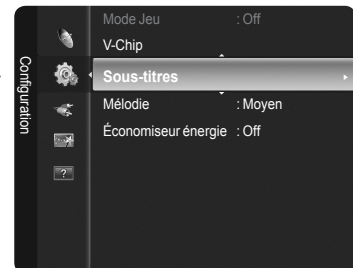 Configuration
Mode Jeu : Off
V-Chip
Sous-titres
Mélodie : Moyen
Économiseur énergie : Off
?